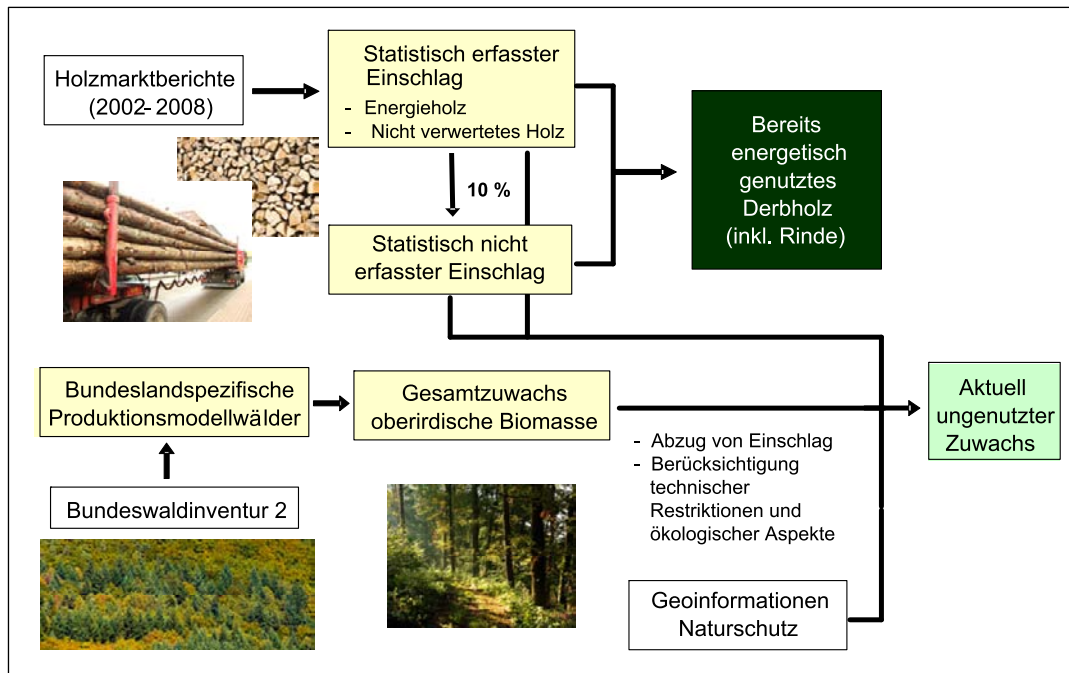 Holzmarktberichte
(2002- 2008)
Statistisch erfasster
Einschlag
- Energieholz
- Nicht verwertetes Holz
10 %
Statistisch nicht
erfasster Einschlag
Bereits
energetisch
genutztes
Derbholz
(inkl. Rinde)
Bundeslandspezifische
Produktionsmodellwälder
Gesamtzuwachs
oberirdische Biomasse
Aktuell
ungenutzter
Zuwachs
- Abzug von Einschlag
- Berücksichtigung
technischer
Restriktionen und
ökologischer Aspekte
Bundeswaldinventur 2
Geoinformationen
Naturschutz